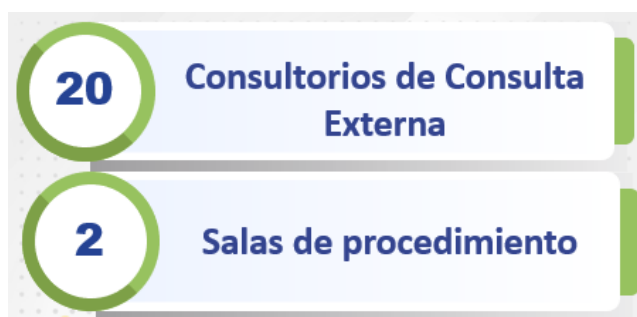 20
Consultorios de Consulta
Externa
2
Salas de procedimiento